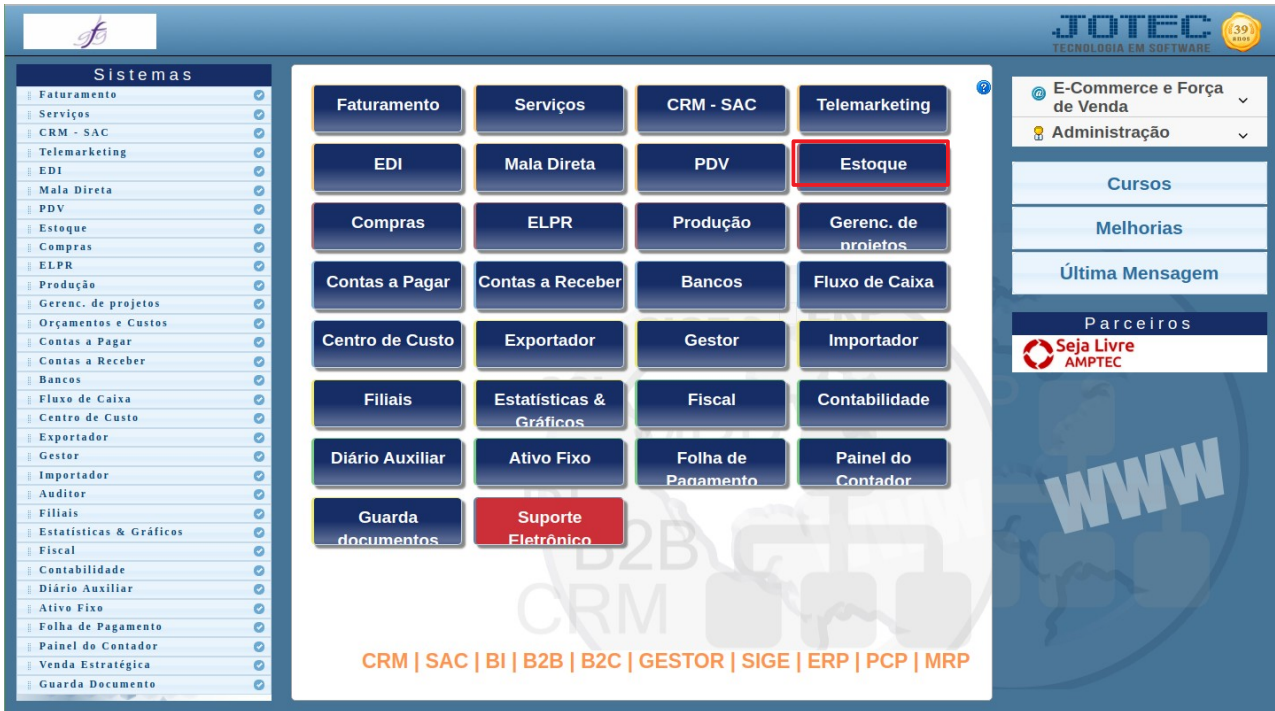 JOTEC
TECNOLOGIA EM SOFTWARE
39
anos
Sistemas
Faturamento
Serviços
CRM - SAC
Telemarketing
EDI
Mala Direta
PDV
Estoque
Compras
ELPR
Produção
Gerenc. de projetos
Orçamentos e Custos
Contas a Pagar
Contas a Receber
Bancos
Fluxo de Caixa
Centro de Custo
Exportador
Gestor
Importador
Auditor
Filiais
Estatísticas & Gráficos
Fiscal
Contabilidade
Diário Auxiliar
Ativo Fixo
Folha de Pagamento
Painel do Contador
Venda Estratégica
Guarda Documento
Faturamento
Serviços
CRM - SAC
Telemarketing
EDI
Mala Direta
PDV
Estoque
Compras
ELPR
Produção
Gerenc. de
projetos
Contas a Pagar
Contas a Receber
Bancos
Fluxo de Caixa
Centro de Custo
Exportador
Gestor
Importador
Filiais
Estatísticas &
Gráficos
Fiscal
Contabilidade
Diário Auxiliar
Ativo Fixo
Folha de
Pagamento
Painel do
Contador
Guarda
documentos
Suporte
Eletrônico
B2B
CRM
CRM | SAC | BI | B2B | B2C | GESTOR | SIGE | ERP | PCP | MRP
E-Commerce e Força
de Venda
Administração
Cursos
Melhorias
Última Mensagem
Parceiros
Seja Livre
AMPTEC
WWW